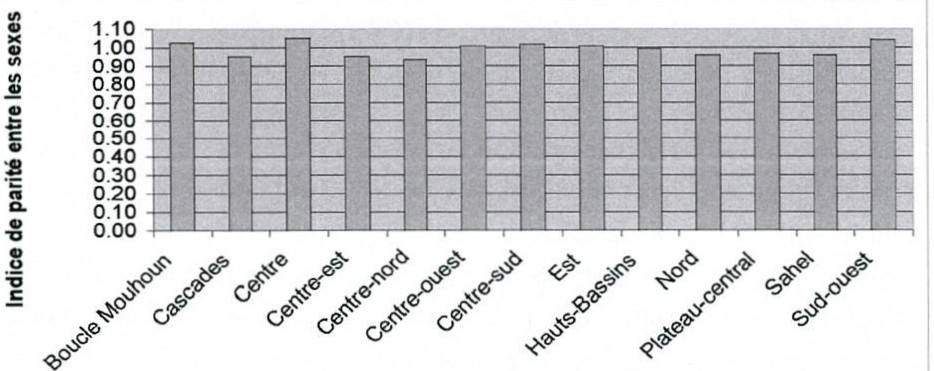 Indice de parité entre les sexes
1.10
1.00
0.90
0.80
0.70
0.60
0.50
0.40
0.30
0.20
0.10
0.00
Boucle Mouhoun
Cascades
Centre
Centre-est
Centre-nord
Centre-ouest
Centre-sud
Est
Hauts-Bassins
Nord
Plateau-central
Sahel
Sud-ouest